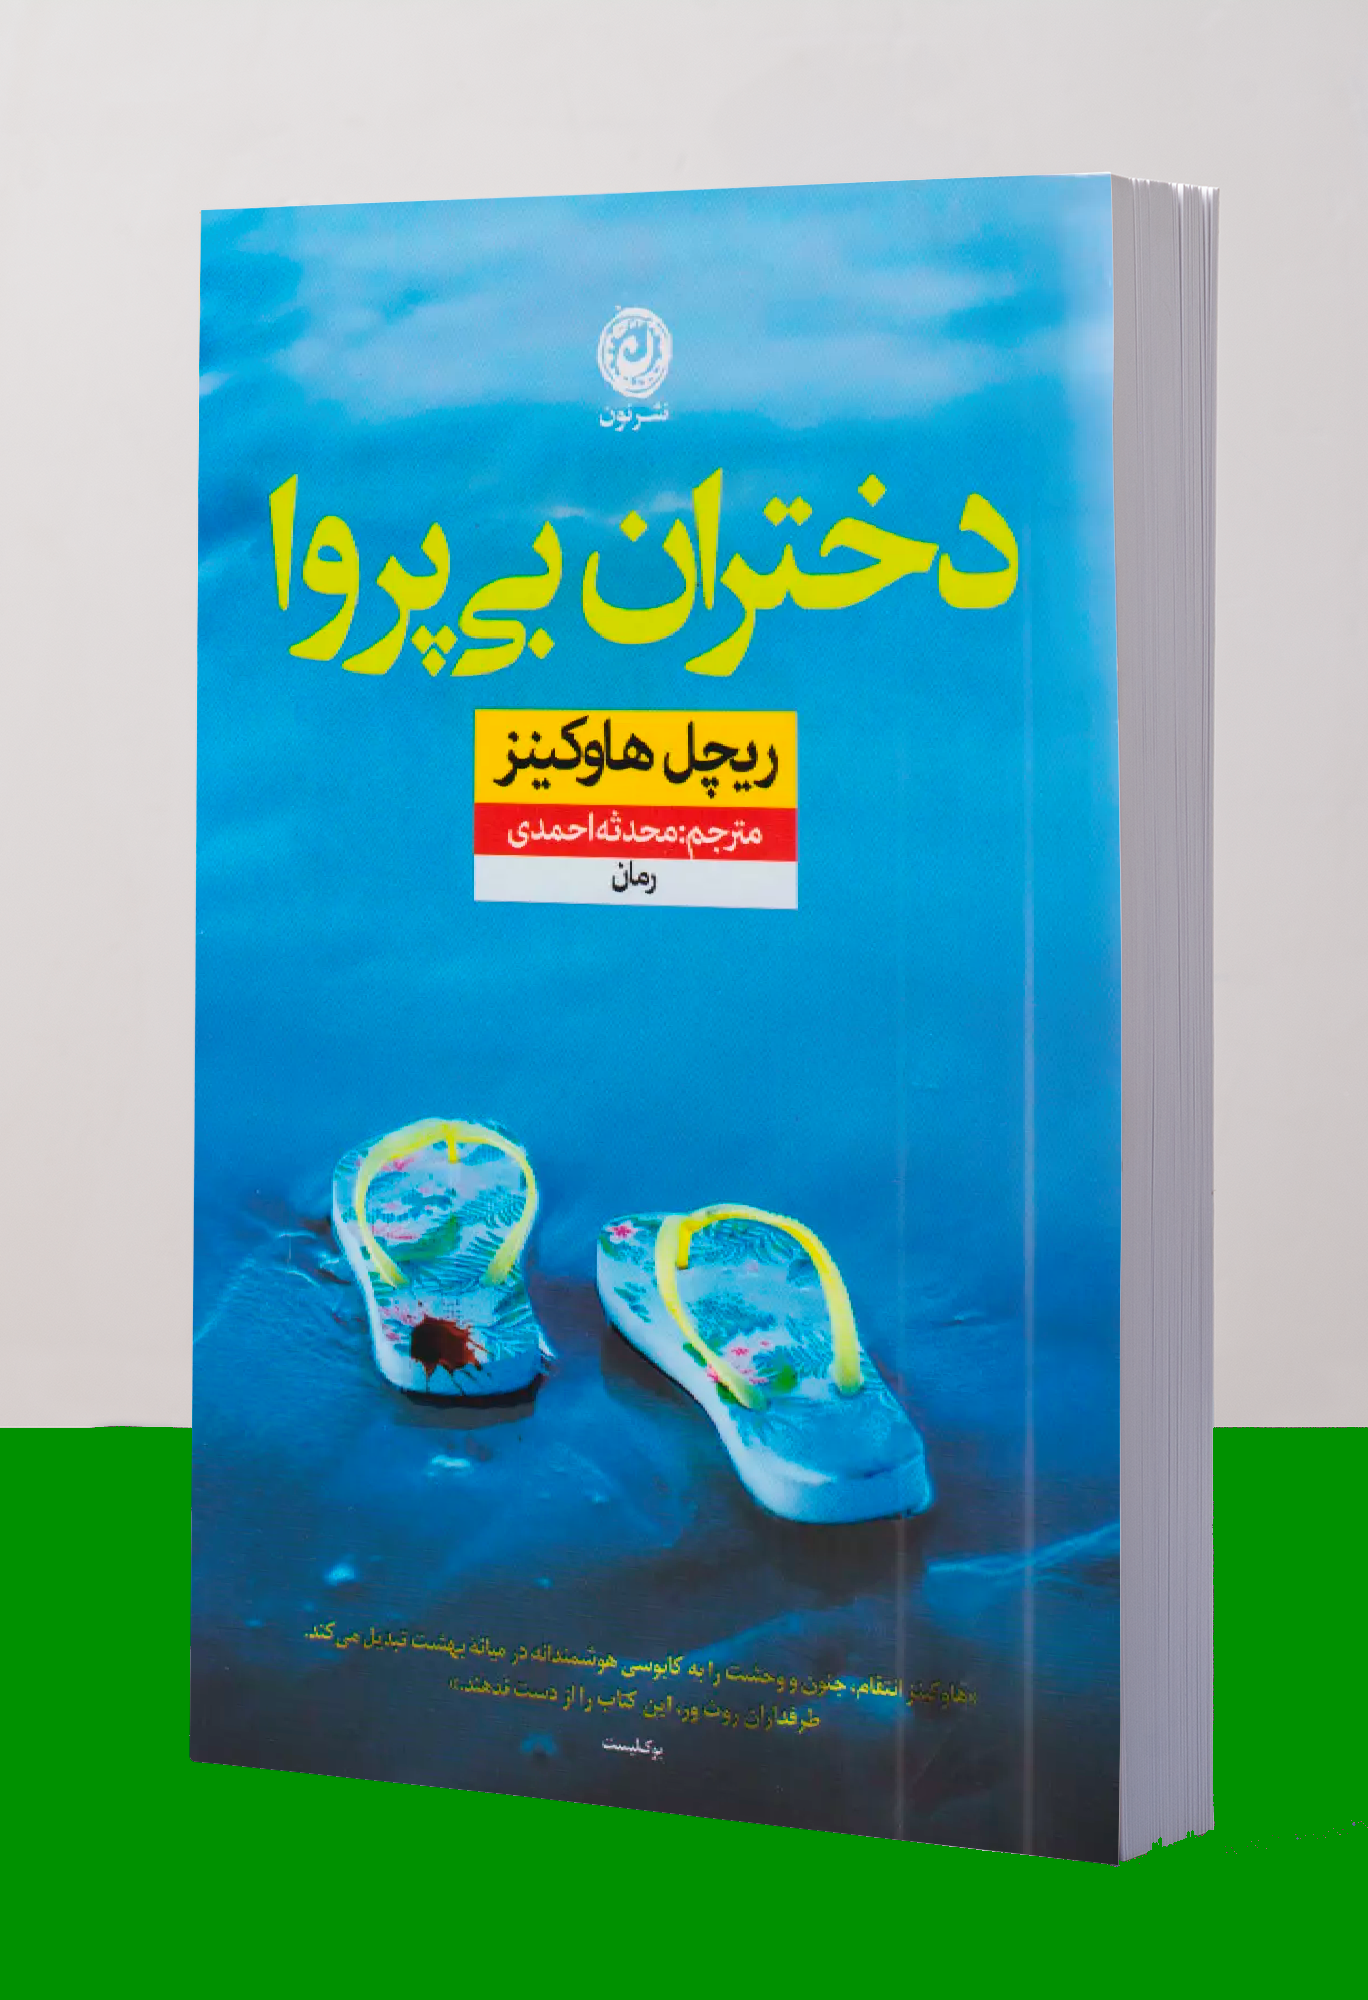 نشر نون
دختران بی‌پروا
ریچل هاوکینز
مترجم: محدثه احمدی
رمان
«هاوکینز انتقام، جنون و وحشت را به کابوسی هوشمندانه در میانهٔ بهشت تبدیل می‌کند.
طرفداران روث ور، این کتاب را از دست ندهند.»
بوکلیست